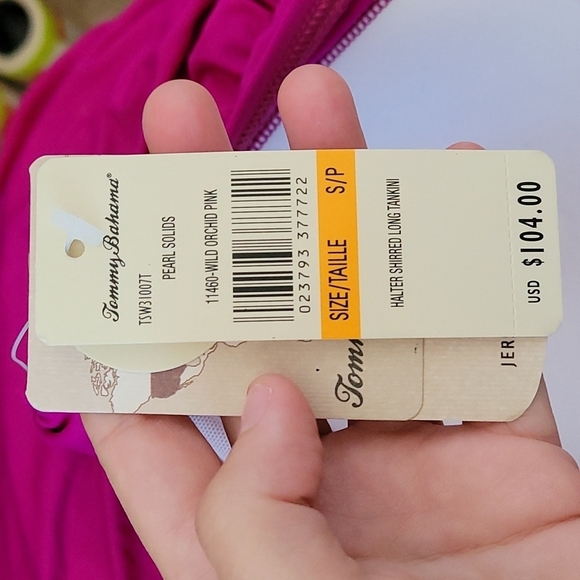 Tommy Bahama®
TSW31007T
PEARL SOLIDS
11460-WILD ORCHID PINK
023793 377722
SIZE/TAILLE S/P
HALTER SHIRRED LONG TANKINI
USD $104.00
Tomm
JER